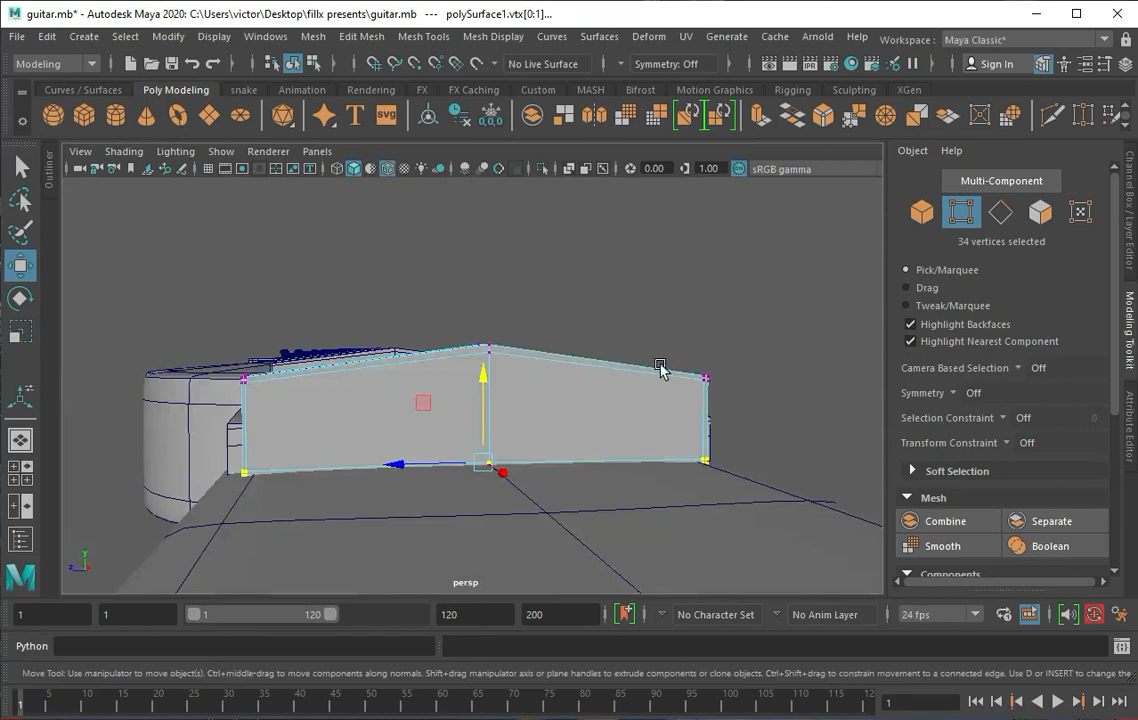 guitar.mb* - Autodesk Maya 2020: C:\Users\victor\Desktop\fillx presents\guitar.mb --- polySurface1.vtx[0:1]...
File Edit Create Select Modify Display Windows Mesh Edit Mesh Mesh Tools Mesh Display Curves Surfaces Deform UV Generate Cache Arnold Help Workspace : Maya Classic*
Modeling No Live Surface Symmetry: Off Sign In
Curves / Surfaces Poly Modeling snake Animation Rendering FX FX Caching Custom MASH Bifrost Motion Graphics Rigging Sculpting XGen
T svg 0,0,0
View Shading Lighting Show Renderer Panels
0.00 1.00 sRGB gamma
Outliner
persp
y
z
Object Help
Multi-Component
34 vertices selected
Pick/Marquee
Drag
Tweak/Marquee
Highlight Backfaces
Highlight Nearest Component
Camera Based Selection Off
Symmetry Off
Selection Constraint Off 0
Transform Constraint Off
Soft Selection
Mesh
Combine Separate
Smooth Boolean
Components
Channel Box / Layer Editor
Modeling Toolkit
Attribute Editor
1 1 1 120 120 200 No Character Set No Anim Layer 24 fps
Python
Move Tool: Use manipulator to move object(s). Ctrl+middle-drag to move components along normals. Shift+drag manipulator axis or plane handles to extrude components or clone objects. Ctrl+Shift+drag to constrain movement to a connected edge. Use D or INSERT to change the
1 5 10 15 20 25 30 35 40 45 50 55 60 65 70 75 80 85 90 95 100 105 110 115 12 1